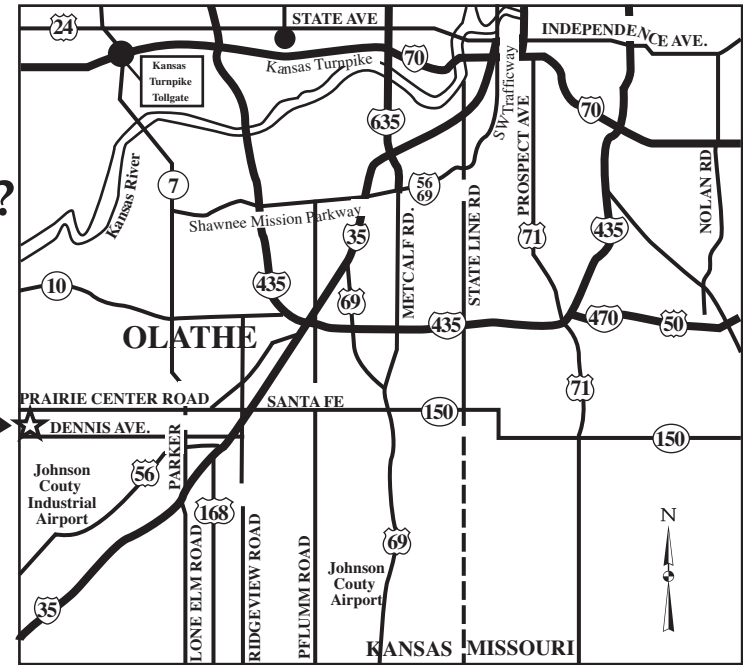 STATE AVE
24
INDEPENDENCE AVE.
Kansas
Turnpike
Tollgate
Kansas Turnpike
70
SW Trafficway
70
635
PROSPECT AVE
Kansas River
?
7
56
69
NOLAN RD
Shawnee Mission Parkway
METCALF RD.
STATE LINE RD
35
71
435
10
435
69
OLATHE
435
470
50
PRAIRIE CENTER ROAD
SANTA FE
71
150
DENNIS AVE.
150
PARKER
Johnson
Couty
Industrial
Airport
56
168
LONE ELM ROAD
RIDGEVIEW ROAD
PFLUMM ROAD
69
N
Johnson
Couty
Airport
35
KANSAS
MISSOURI